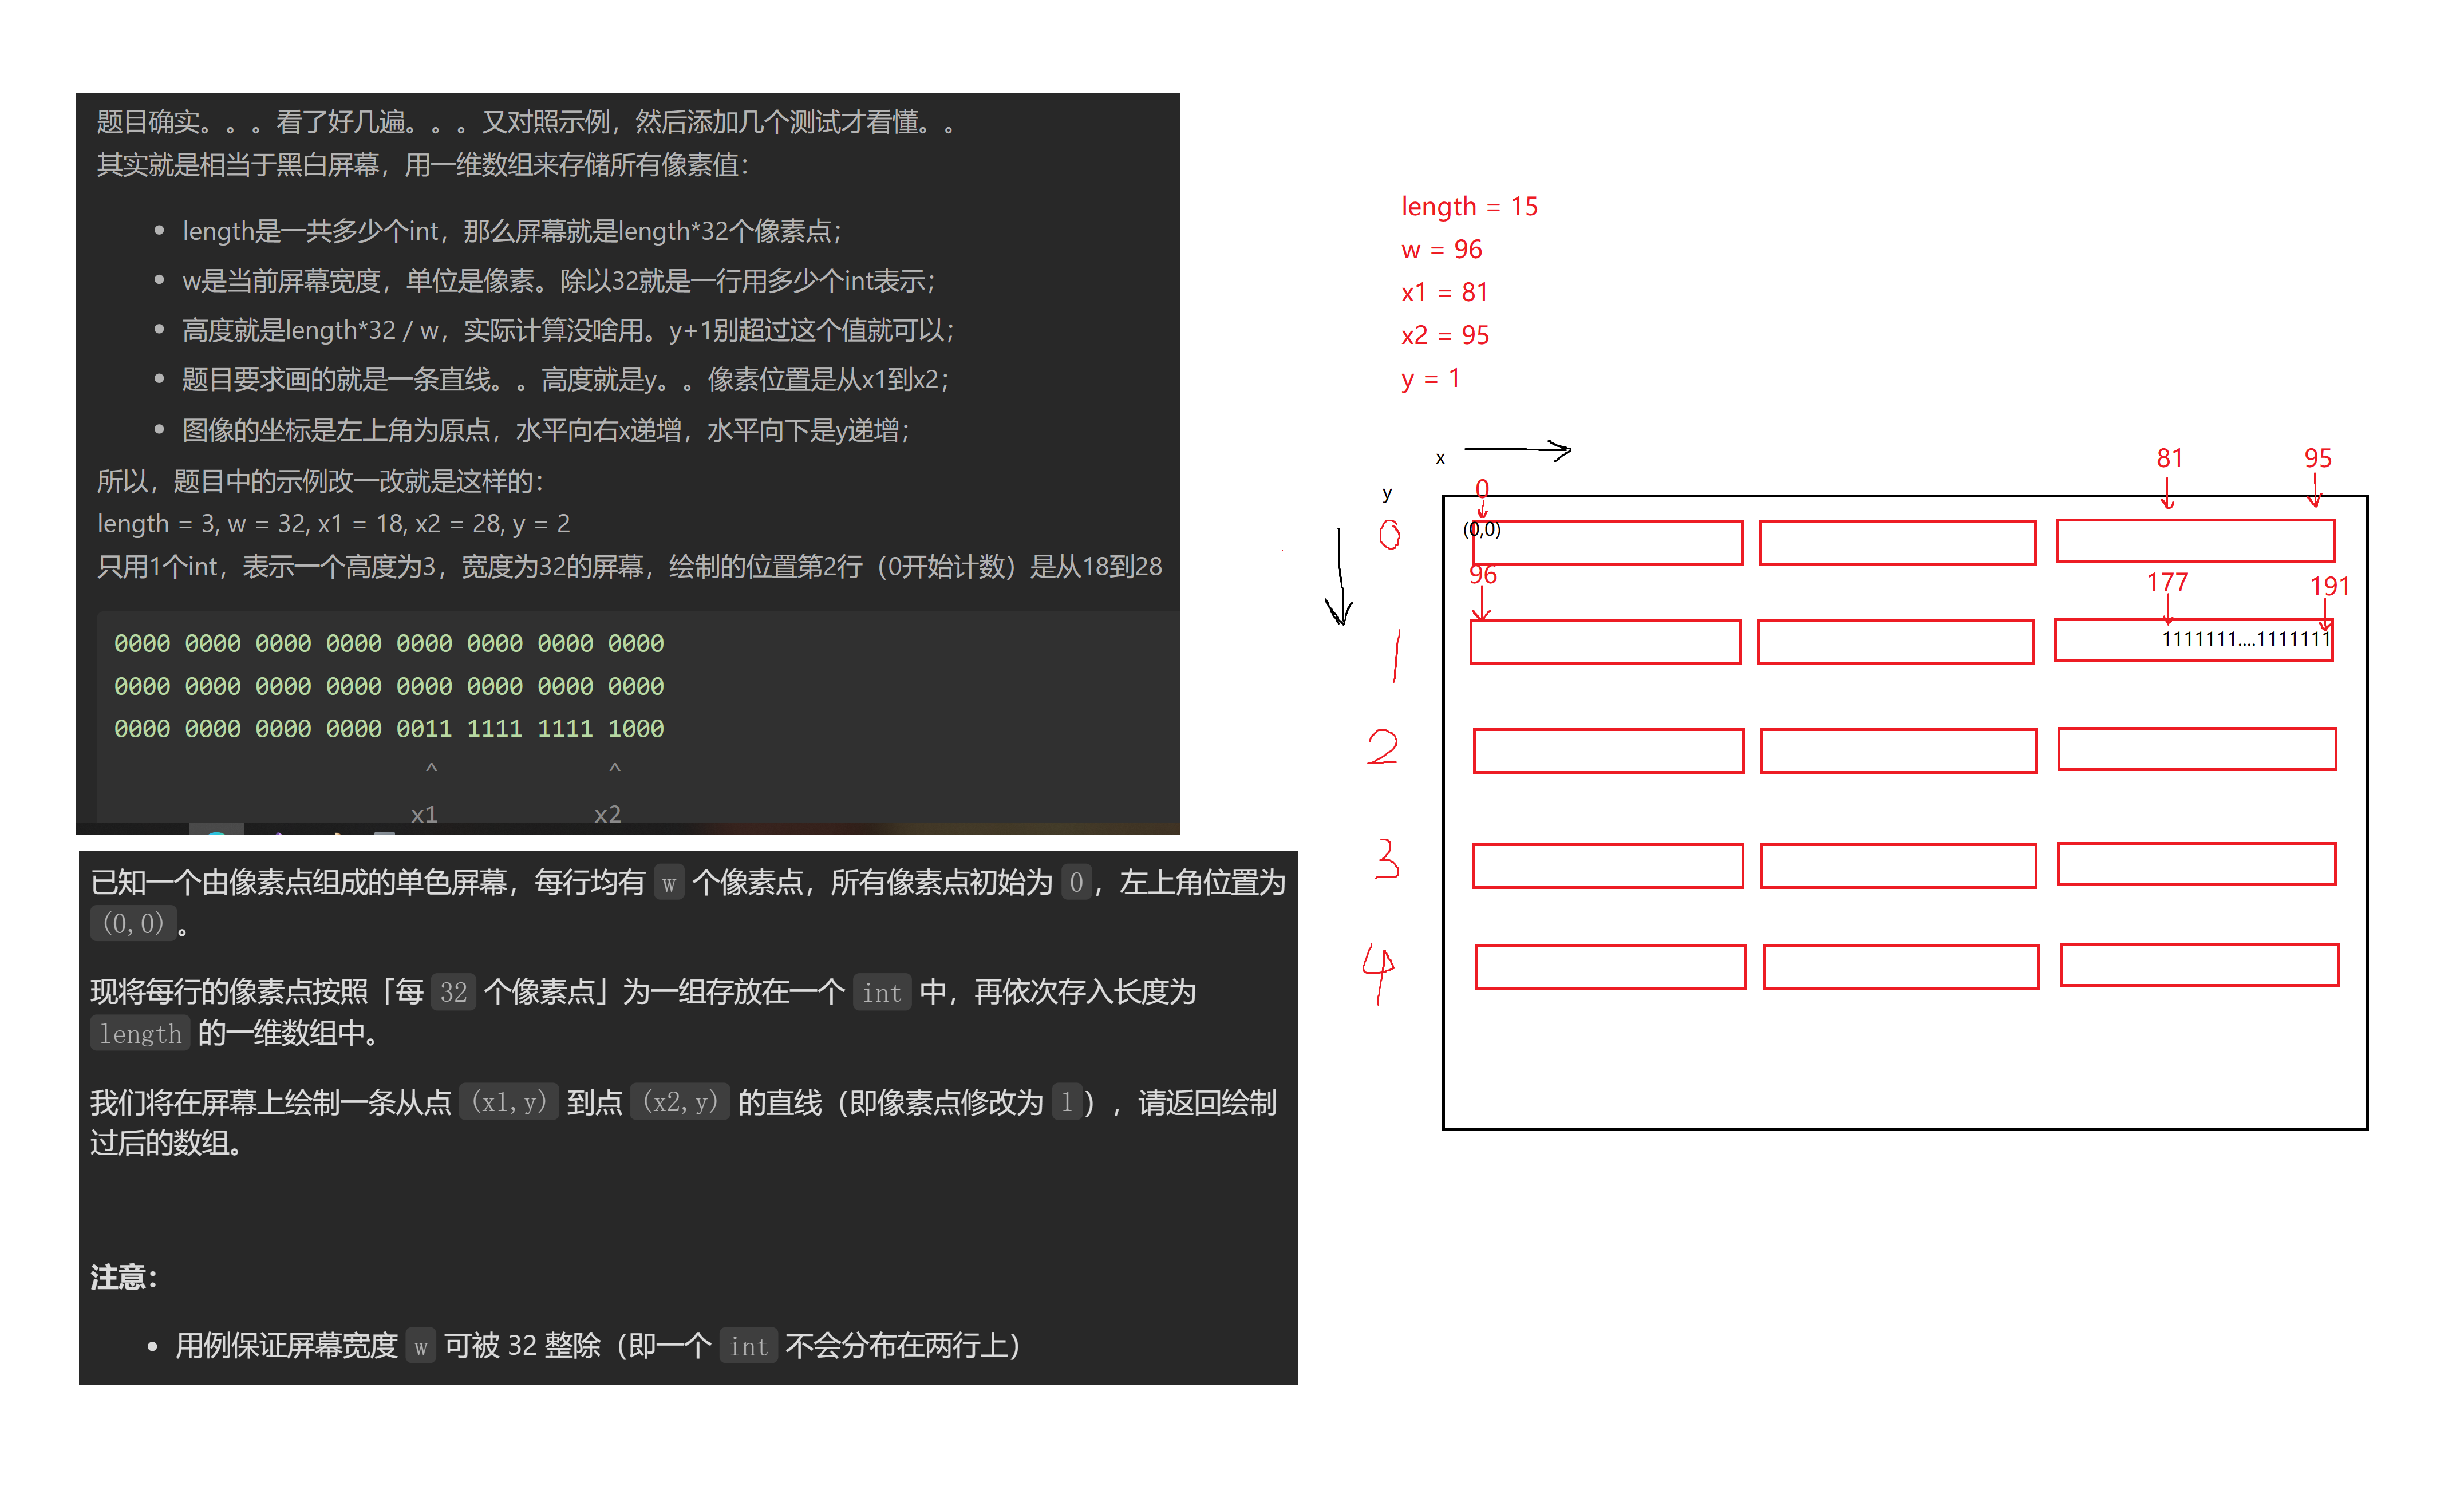 题目确实。。。看了好几遍。。。又对照示例，然后添加几个测试才看懂。。
其实就是相当于黑白屏幕，用一维数组来存储所有像素值：
• length是一共多少个int，那么屏幕就是length*32个像素点；
• w是当前屏幕宽度，单位是像素。除以32就是一行用多少个int表示；
• 高度就是length*32 / w，实际计算没啥用。y+1别超过这个值就可以；
• 题目要求画的就是一条直线。。高度就是y。。像素位置是从x1到x2；
• 图像的坐标是左上角为原点，水平向右x递增，水平向下是y递增；
所以，题目中的示例改一改就是这样的：
length = 3, w = 32, x1 = 18, x2 = 28, y = 2
只用1个int，表示一个高度为3，宽度为32的屏幕，绘制的位置第2行（0开始计数）是从18到28
0000 0000 0000 0000 0000 0000 0000 0000
0000 0000 0000 0000 0000 0000 0000 0000
0000 0000 0000 0000 0011 1111 1111 1000
^ ^
x1 x2
已知一个由像素点组成的单色屏幕，每行均有 w 个像素点，所有像素点初始为 0，左上角位置为
(0,0)。
现将每行的像素点按照「每 32 个像素点」为一组存放在一个 int 中，再依次存入长度为
length 的一维数组中。
我们将在屏幕上绘制一条从点 (x1,y) 到点 (x2,y) 的直线（即像素点修改为 1），请返回绘制
过后的数组。
注意：
• 用例保证屏幕宽度 w 可被 32 整除（即一个 int 不会分布在两行上）
length = 15
w = 96
x1 = 81
x2 = 95
y = 1
x
y
0 81 95
0
(0,0)
96 177 191
1
1111111....1111111
2
3
4